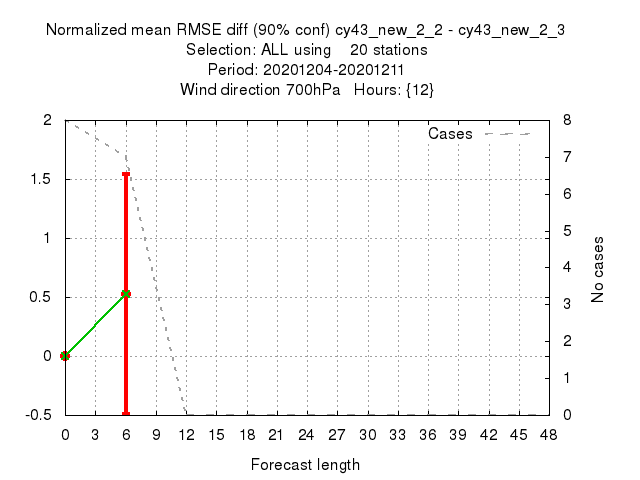 Normalized mean RMSE diff (90% conf) cy43_new_2_2 - cy43_new_2_3
Selection: ALL using 20 stations
Period: 20201204-20201211
Wind direction 700hPa Hours: {12}
Cases
2
1.5
1
0.5
0
-0.5
8
7
6
5
4
3
2
1
0
No cases
0 3 6 9 12 15 18 21 24 27 30 33 36 39 42 45 48
Forecast length